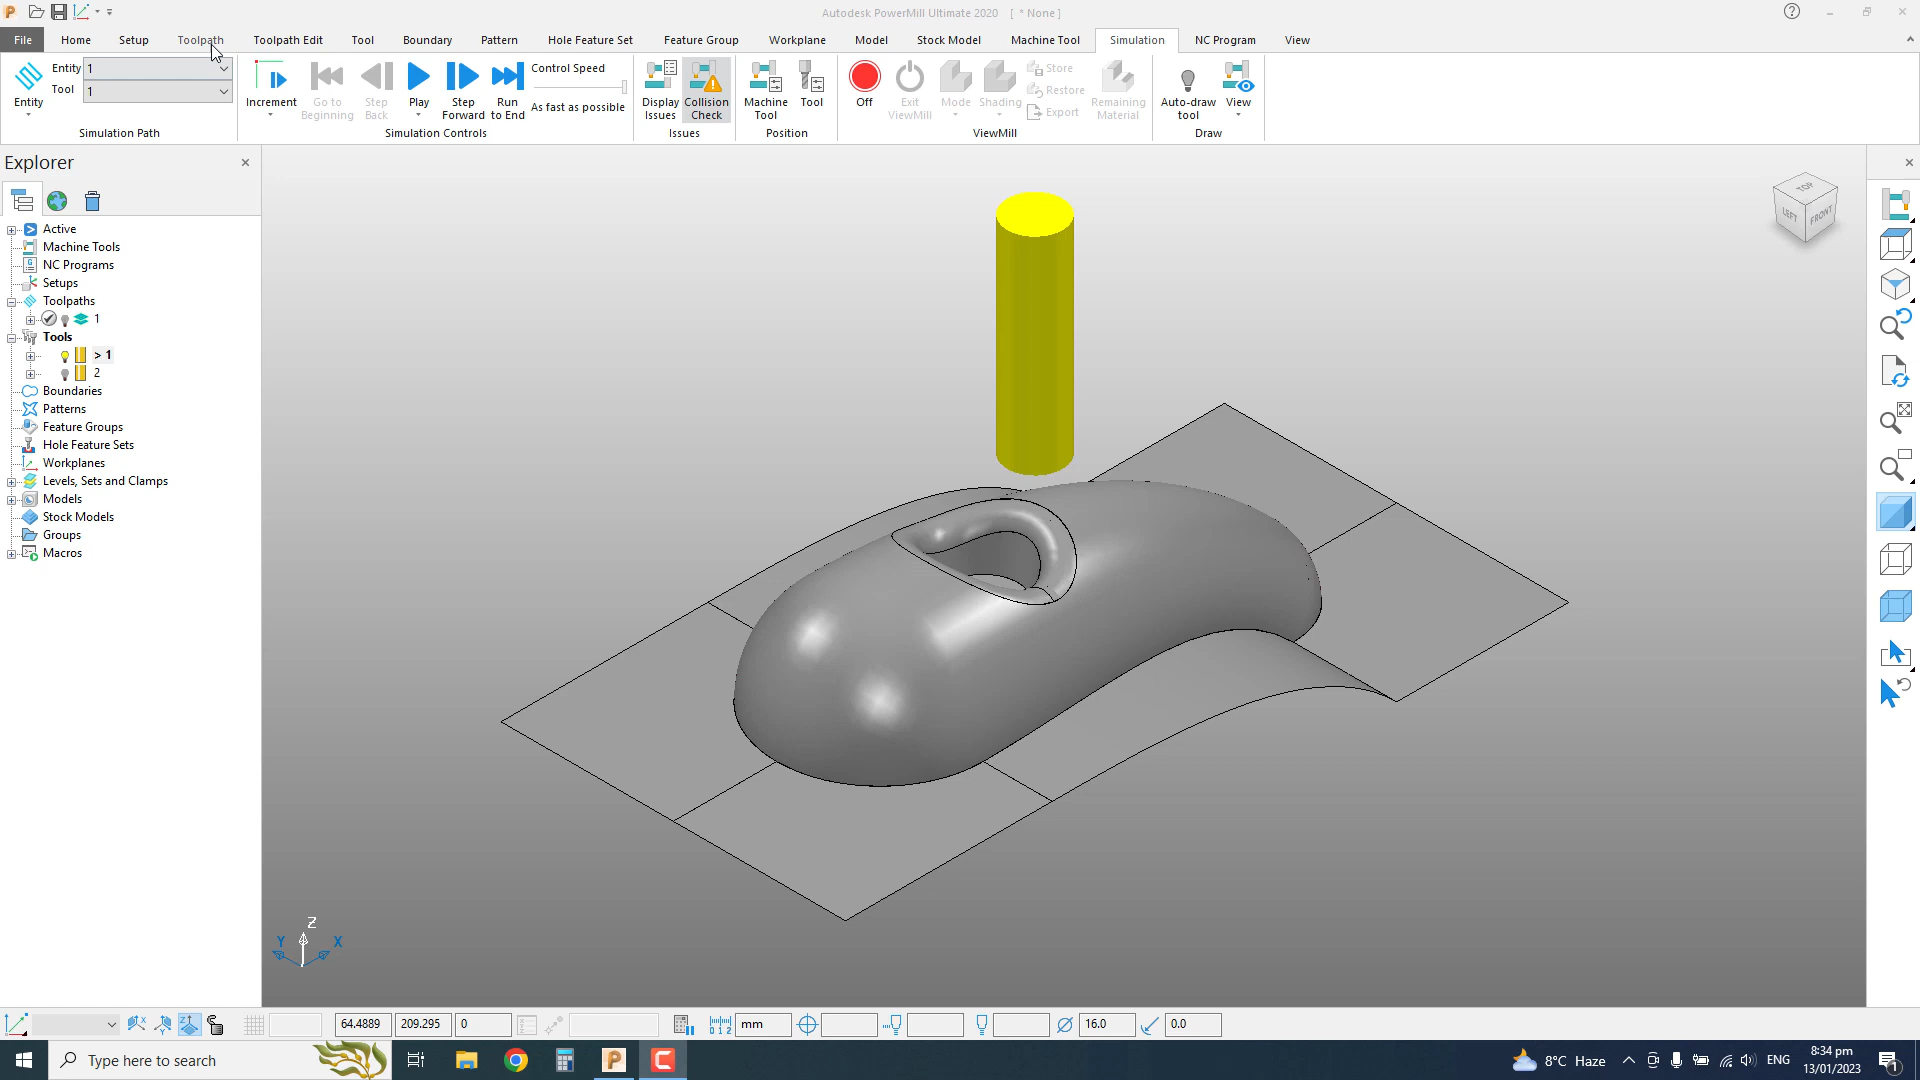 Autodesk PowerMill Ultimate 2020 [ * None ]
File Home Setup Toolpath Toolpath Edit Tool Boundary Pattern Hole Feature Set Feature Group Workplane Model Stock Model Machine Tool Simulation NC Program View
Entity 1
Tool 1
Entity
Simulation Path
Increment
Go to Beginning
Step Back
Play
Step Forward
Run to End
Control Speed
As fast as possible
Simulation Controls
Display Issues
Collision Check
Issues
Machine Tool
Tool
Position
Off
Exit ViewMill
Mode
Shading
Store
Restore
Export
Remaining Material
ViewMill
Auto-draw tool
View
Draw
Explorer
Active
Machine Tools
NC Programs
Setups
Toolpaths
1
Tools
> 1
2
Boundaries
Patterns
Feature Groups
Hole Feature Sets
Workplanes
Levels, Sets and Clamps
Models
Stock Models
Groups
Macros
TOP
LEFT
FRONT
Z
Y
X
64.4889 209.295 0 mm 16.0 0.0
Type here to search
8°C Haze
ENG
8:34 pm
13/01/2023
1